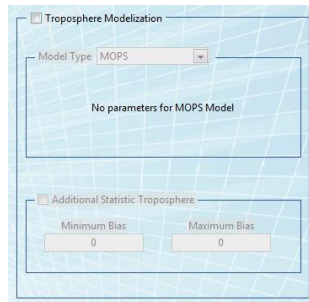 Troposphere Modelization
Model Type MOPS
No parameters for MOPS Model
Additional Statistic Troposphere
Minimum Bias Maximum Bias
0 0